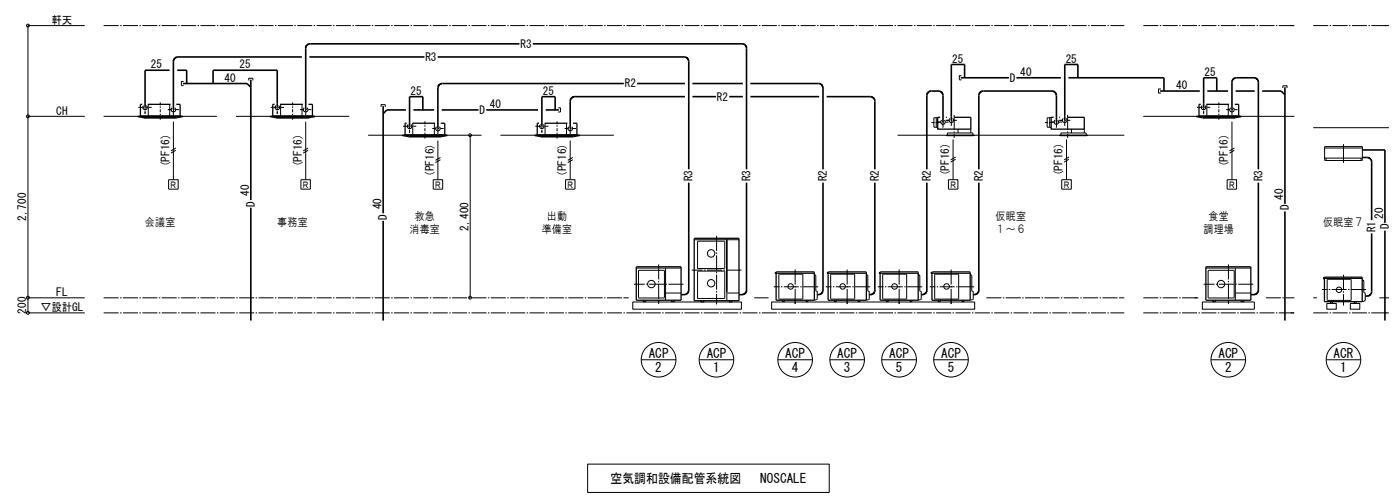 軒天
R3
R3
25
25
40
25
D 40
25
R2
R2
25
D 40
25
40
25
CH
(PF16)
(PF16)
(PF16)
(PF16)
(PF16)
(PF16)
(PF16)
R
R
R
R
R
R
R
D 40
D 40
R3
R3
R2
R2
R2
R2
R3
D 40
R1
D 20
2,700
2,400
会議室
事務室
救急
消毒室
出動
準備室
仮眠室
1～6
食堂
調理場
仮眠室7
FL
▽設計GL
200
ACP
2
ACP
1
ACP
4
ACP
3
ACP
5
ACP
5
ACP
2
ACR
1
空気調和設備配管系統図 NOSCALE